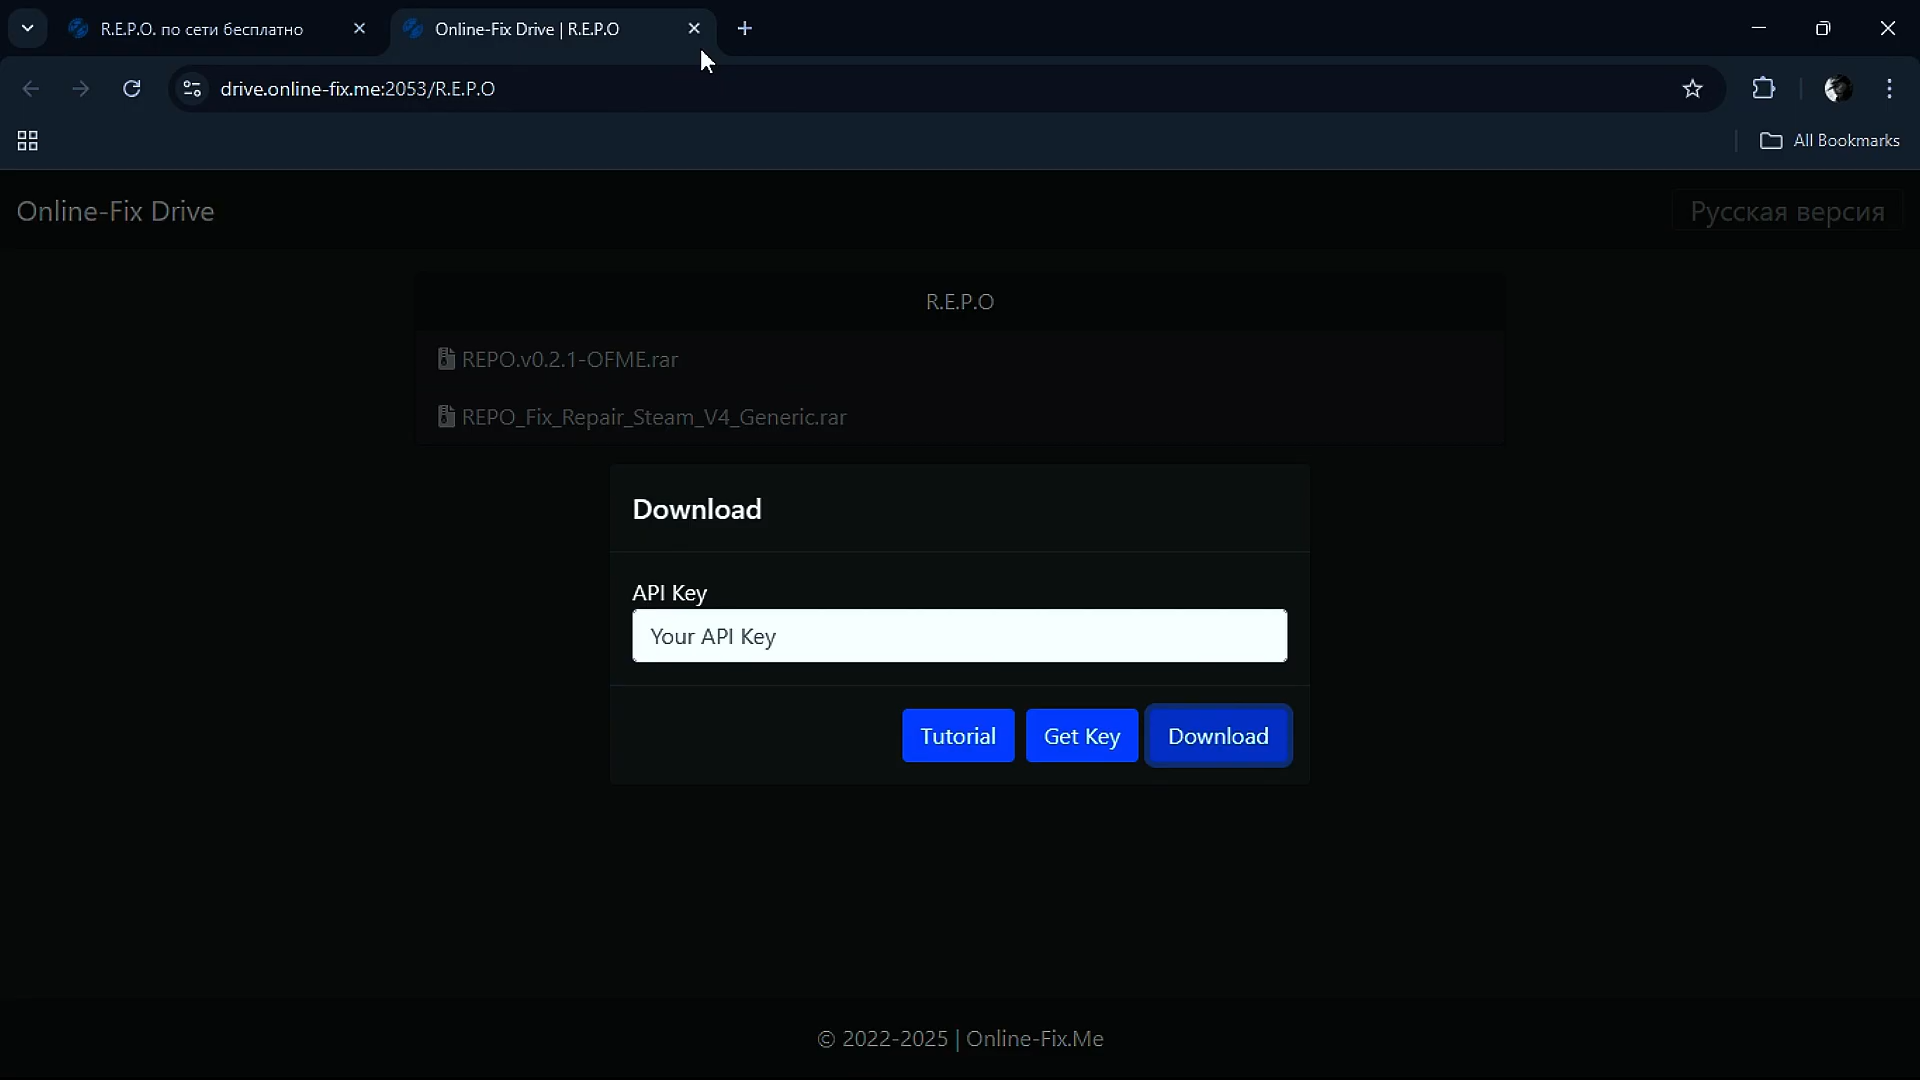 R.E.P.O. по сети бесплатно
Online-Fix Drive | R.E.P.O
drive.online-fix.me:2053/R.E.P.O
All Bookmarks
Online-Fix Drive
Русская версия
R.E.P.O
REPO.v0.2.1-OFME.rar
REPO_Fix_Repair_Steam_V4_Generic.rar
Download
API Key
Your API Key
Tutorial
Get Key
Download
© 2022-2025 | Online-Fix.Me